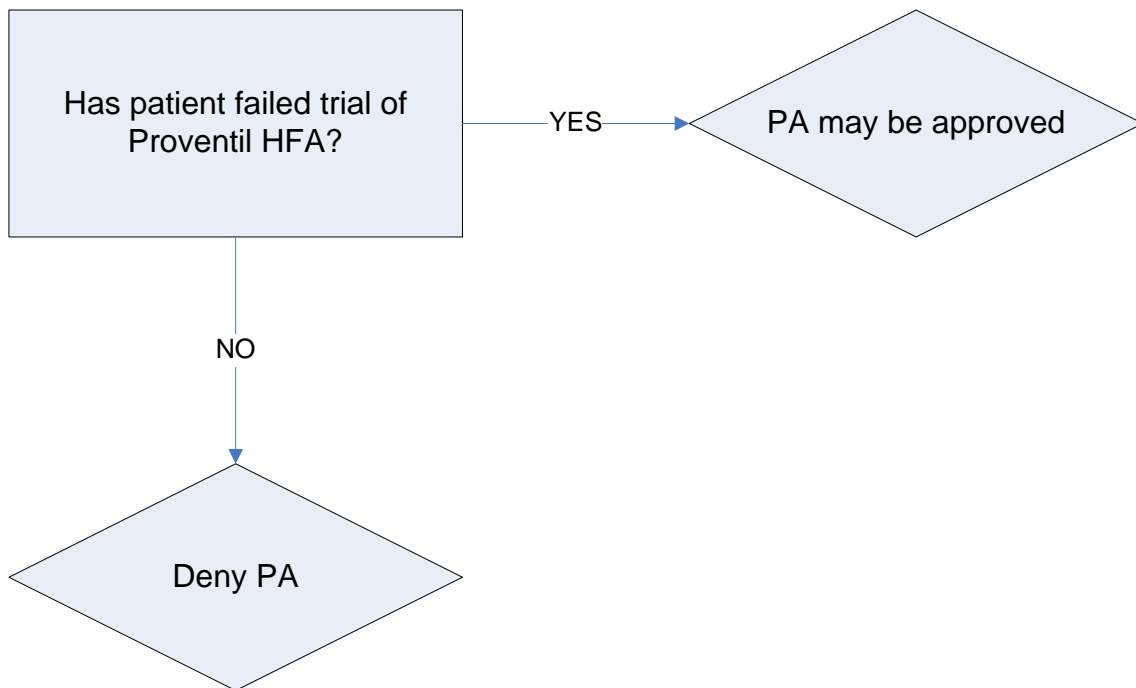 Has patient failed trial of
Proventil HFA?
YES
PA may be approved
NO
Deny PA